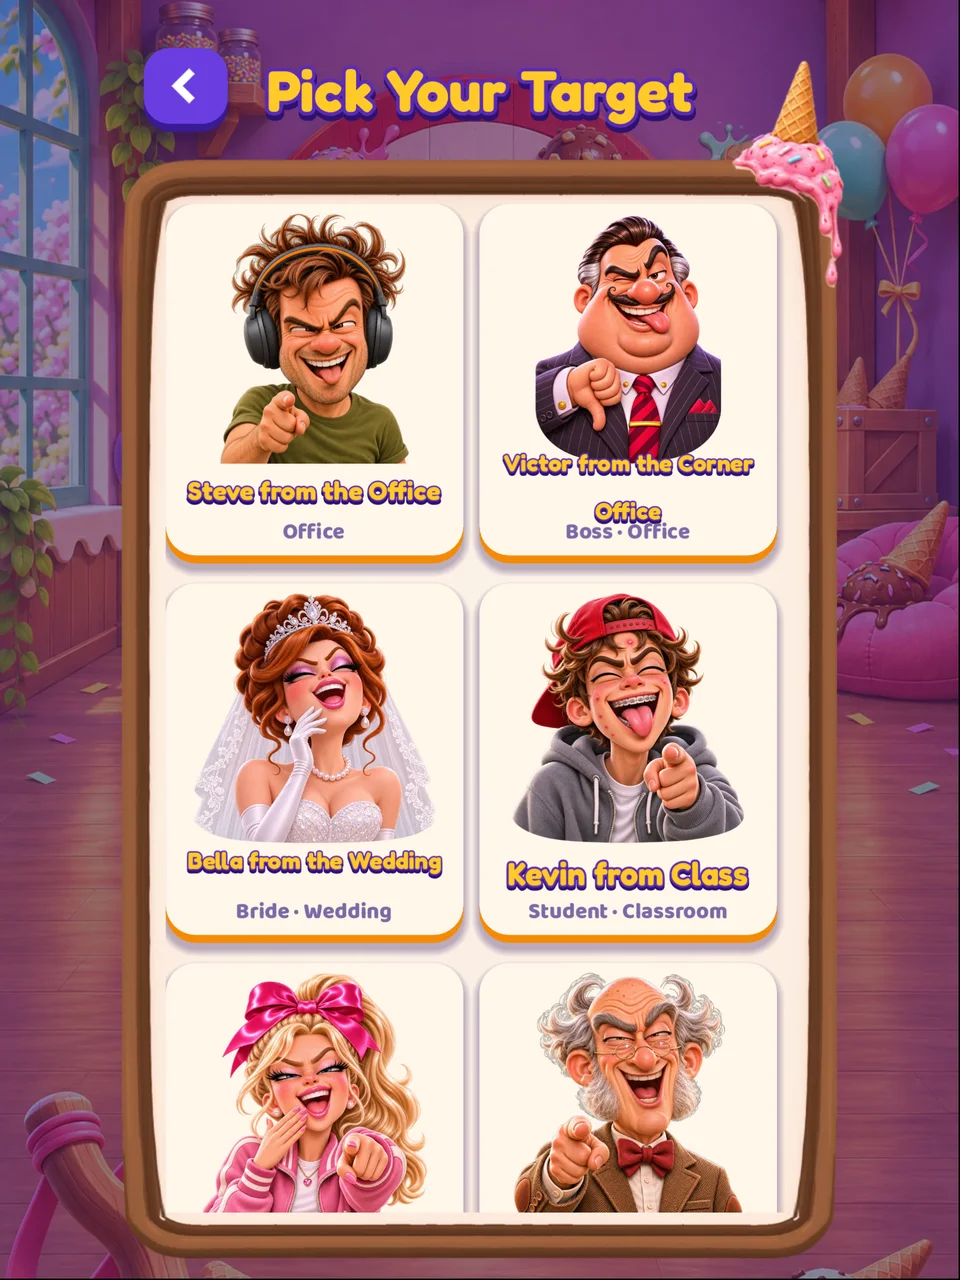 Pick Your Target
Steve from the Office
Office
Victor from the Corner
Office
Boss · Office
Bella from the Wedding
Bride · Wedding
Kevin from Class
Student · Classroom